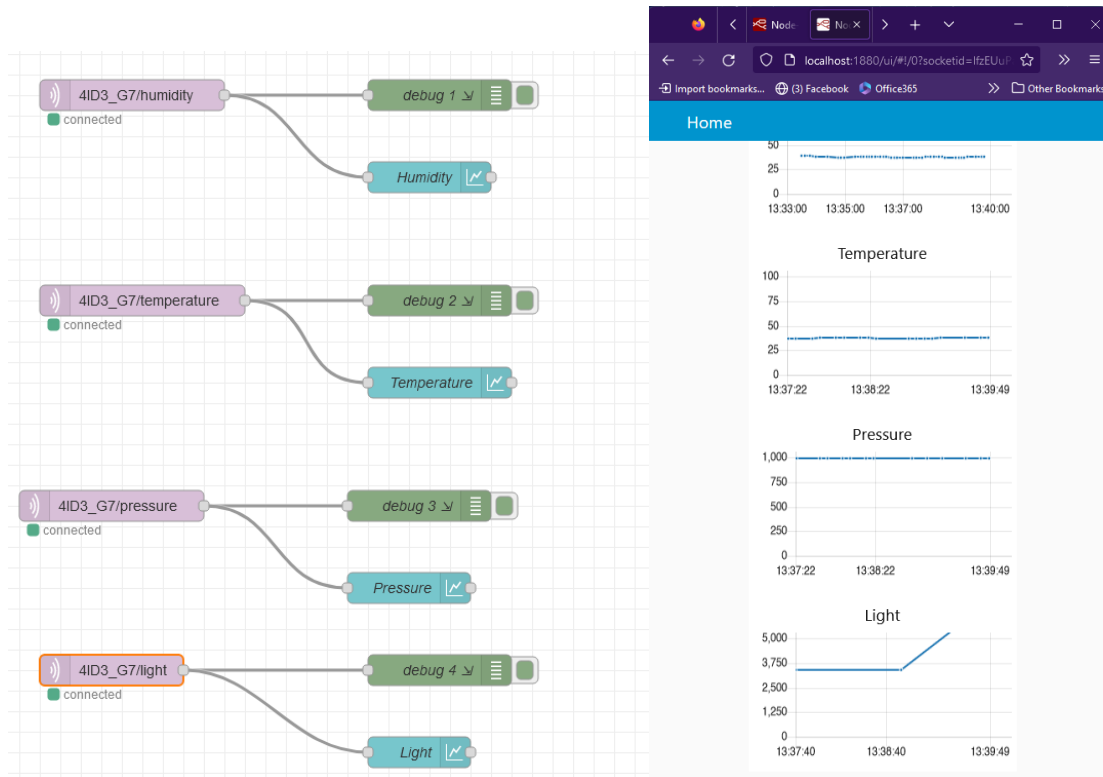 4ID3_G7/humidity
connected
debug 1
Humidity
4ID3_G7/temperature
connected
debug 2
Temperature
4ID3_G7/pressure
connected
debug 3
Pressure
4ID3_G7/light
connected
debug 4
Light
Node
No
localhost:1880/ui/#!/0?socketid=IfzEUuP
Import bookmarks... (3) Facebook Office365 Other Bookmarks
Home
50
25
0
13:33:00 13:35:00 13:37:00 13:40:00
Temperature
100
75
50
25
0
13:37:22 13:38:22 13:39:49
Pressure
1,000
750
500
250
0
13:37:22 13:38:22 13:39:49
Light
5,000
3,750
2,500
1,250
0
13:37:40 13:38:40 13:39:49